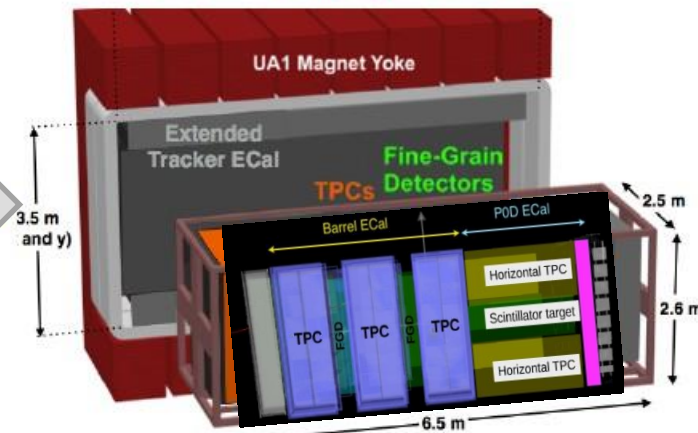 UA1 Magnet Yoke
Extended
Tracker ECal
Fine-Grain
Detectors
TPCs
3.5 m
and y)
2.5 m
2.6 m
6.5 m
Barrel ECal
P0D ECal
TPC
FGD
TPC
FGD
TPC
Horizontal TPC
Scintillator target
Horizontal TPC